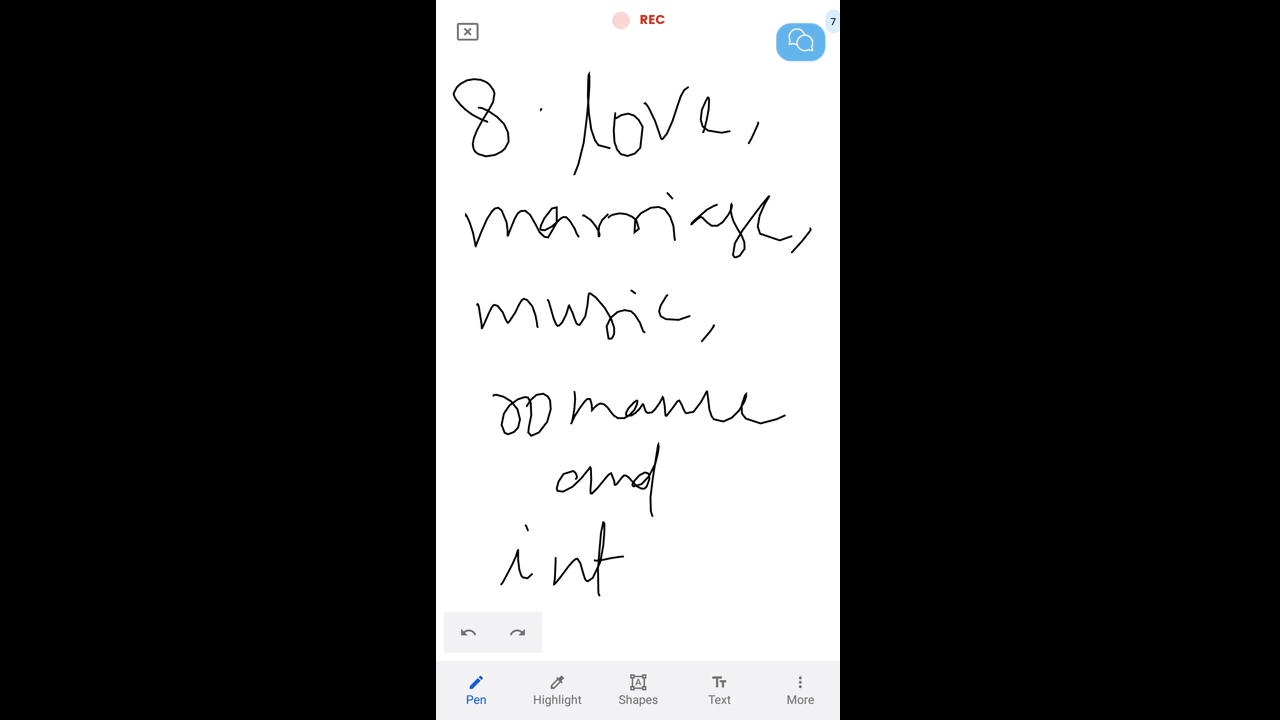 REC
7
8. love,
marriage,
music,
romance
and
int
Pen
Highlight
Shapes
Text
More